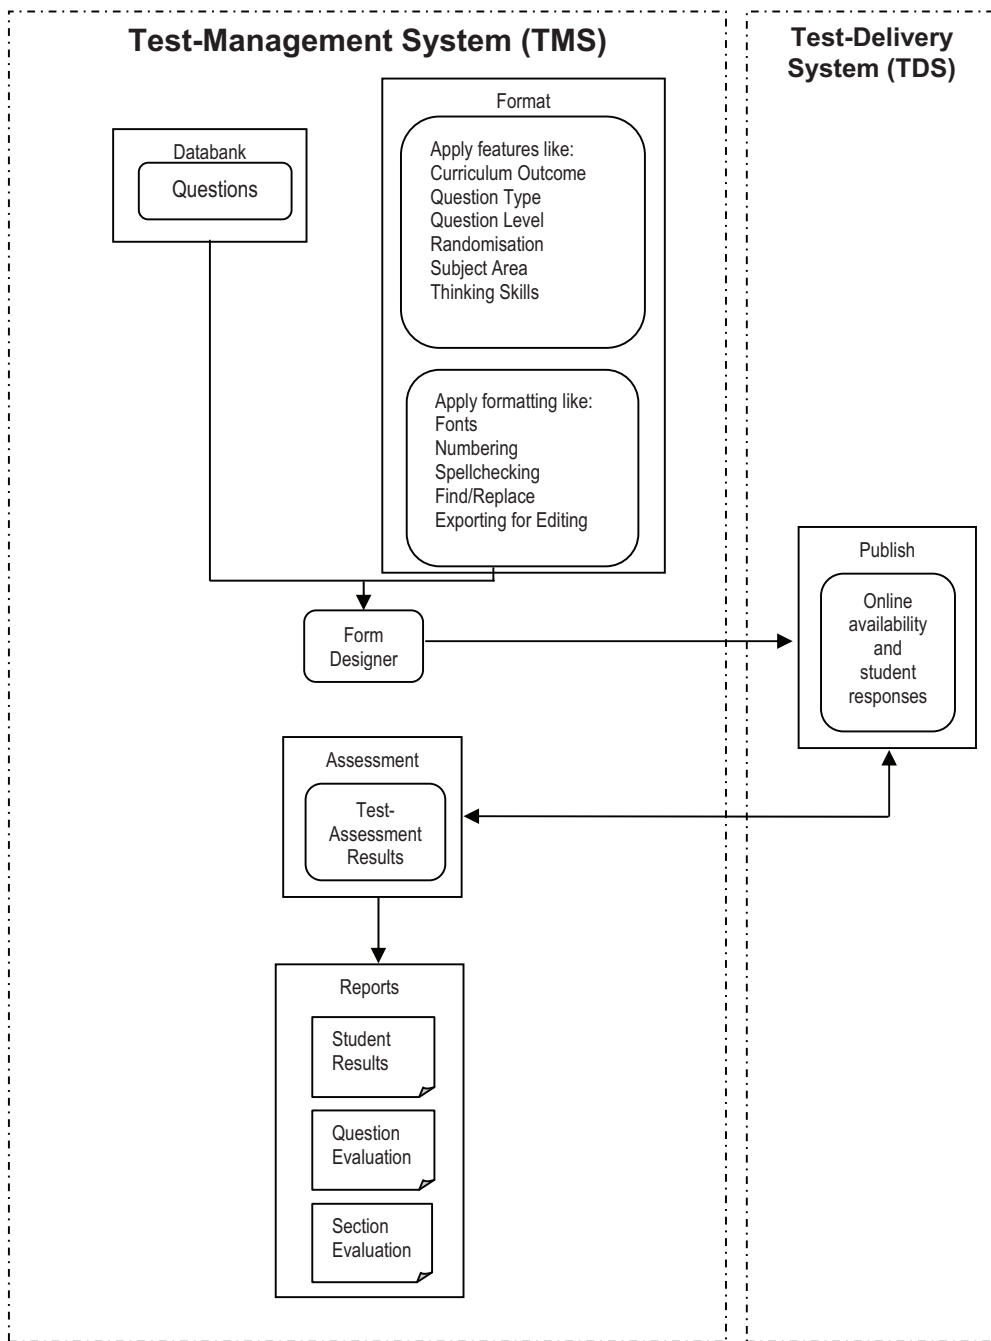 Test-Management System (TMS)
Test-Delivery
System (TDS)
Databank
Questions
Format
Apply features like:
Curriculum Outcome
Question Type
Question Level
Randomisation
Subject Area
Thinking Skills
Apply formatting like:
Fonts
Numbering
Spellchecking
Find/Replace
Exporting for Editing
Form
Designer
Publish
Online
availability
and
student
responses
Assessment
Test-
Assessment
Results
Reports
Student
Results
Question
Evaluation
Section
Evaluation